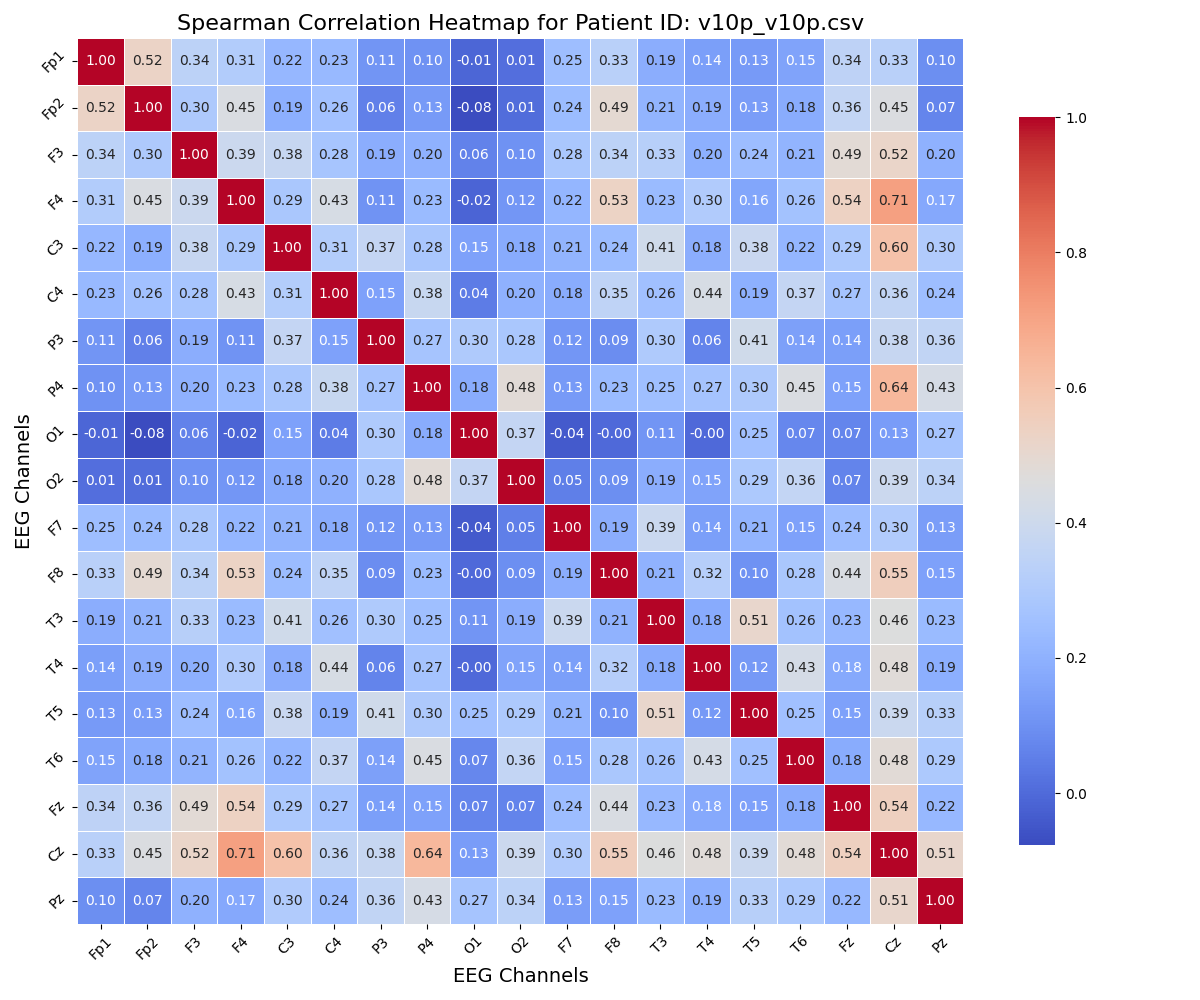 Spearman Correlation Heatmap for Patient ID: v10p_v10p.csv
Fp1 1.00 0.52 0.34 0.31 0.22 0.23 0.11 0.10 -0.01 0.01 0.25 0.33 0.19 0.14 0.13 0.15 0.34 0.33 0.10
Fp2 0.52 1.00 0.30 0.45 0.19 0.26 0.06 0.13 -0.08 0.01 0.24 0.49 0.21 0.19 0.13 0.18 0.36 0.45 0.07
F3 0.34 0.30 1.00 0.39 0.38 0.28 0.19 0.20 0.06 0.10 0.28 0.34 0.33 0.20 0.24 0.21 0.49 0.52 0.20
F4 0.31 0.45 0.39 1.00 0.29 0.43 0.11 0.23 -0.02 0.12 0.22 0.53 0.23 0.30 0.16 0.26 0.54 0.71 0.17
C3 0.22 0.19 0.38 0.29 1.00 0.31 0.37 0.28 0.15 0.18 0.21 0.24 0.41 0.18 0.38 0.22 0.29 0.60 0.30
C4 0.23 0.26 0.28 0.43 0.31 1.00 0.15 0.38 0.04 0.20 0.18 0.35 0.26 0.44 0.19 0.37 0.27 0.36 0.24
P3 0.11 0.06 0.19 0.11 0.37 0.15 1.00 0.27 0.30 0.28 0.12 0.09 0.30 0.06 0.41 0.14 0.14 0.38 0.36
P4 0.10 0.13 0.20 0.23 0.28 0.38 0.27 1.00 0.18 0.48 0.13 0.23 0.25 0.27 0.30 0.45 0.15 0.64 0.43
O1 -0.01 -0.08 0.06 -0.02 0.15 0.04 0.30 0.18 1.00 0.37 -0.04 -0.00 0.11 -0.00 0.25 0.07 0.07 0.13 0.27
O2 0.01 0.01 0.10 0.12 0.18 0.20 0.28 0.48 0.37 1.00 0.05 0.09 0.19 0.15 0.29 0.36 0.07 0.39 0.34
F7 0.25 0.24 0.28 0.22 0.21 0.18 0.12 0.13 -0.04 0.05 1.00 0.19 0.39 0.14 0.21 0.15 0.24 0.30 0.13
F8 0.33 0.49 0.34 0.53 0.24 0.35 0.09 0.23 -0.00 0.09 0.19 1.00 0.21 0.32 0.10 0.28 0.44 0.55 0.15
T3 0.19 0.21 0.33 0.23 0.41 0.26 0.30 0.25 0.11 0.19 0.39 0.21 1.00 0.18 0.51 0.26 0.23 0.46 0.23
T4 0.14 0.19 0.20 0.30 0.18 0.44 0.06 0.27 -0.00 0.15 0.14 0.32 0.18 1.00 0.12 0.43 0.18 0.48 0.19
T5 0.13 0.13 0.24 0.16 0.38 0.19 0.41 0.30 0.25 0.29 0.21 0.10 0.51 0.12 1.00 0.25 0.15 0.39 0.33
T6 0.15 0.18 0.21 0.26 0.22 0.37 0.14 0.45 0.07 0.36 0.15 0.28 0.26 0.43 0.25 1.00 0.18 0.48 0.29
Fz 0.34 0.36 0.49 0.54 0.29 0.27 0.14 0.15 0.07 0.07 0.24 0.44 0.23 0.18 0.15 0.18 1.00 0.54 0.22
Cz 0.33 0.45 0.52 0.71 0.60 0.36 0.38 0.64 0.13 0.39 0.30 0.55 0.46 0.48 0.39 0.48 0.54 1.00 0.51
Pz 0.10 0.07 0.20 0.17 0.30 0.24 0.36 0.43 0.27 0.34 0.13 0.15 0.23 0.19 0.33 0.29 0.22 0.51 1.00
Fp1 Fp2 F3 F4 C3 C4 P3 P4 O1 O2 F7 F8 T3 T4 T5 T6 Fz Cz Pz
EEG Channels
EEG Channels
1.0
0.8
0.6
0.4
0.2
0.0